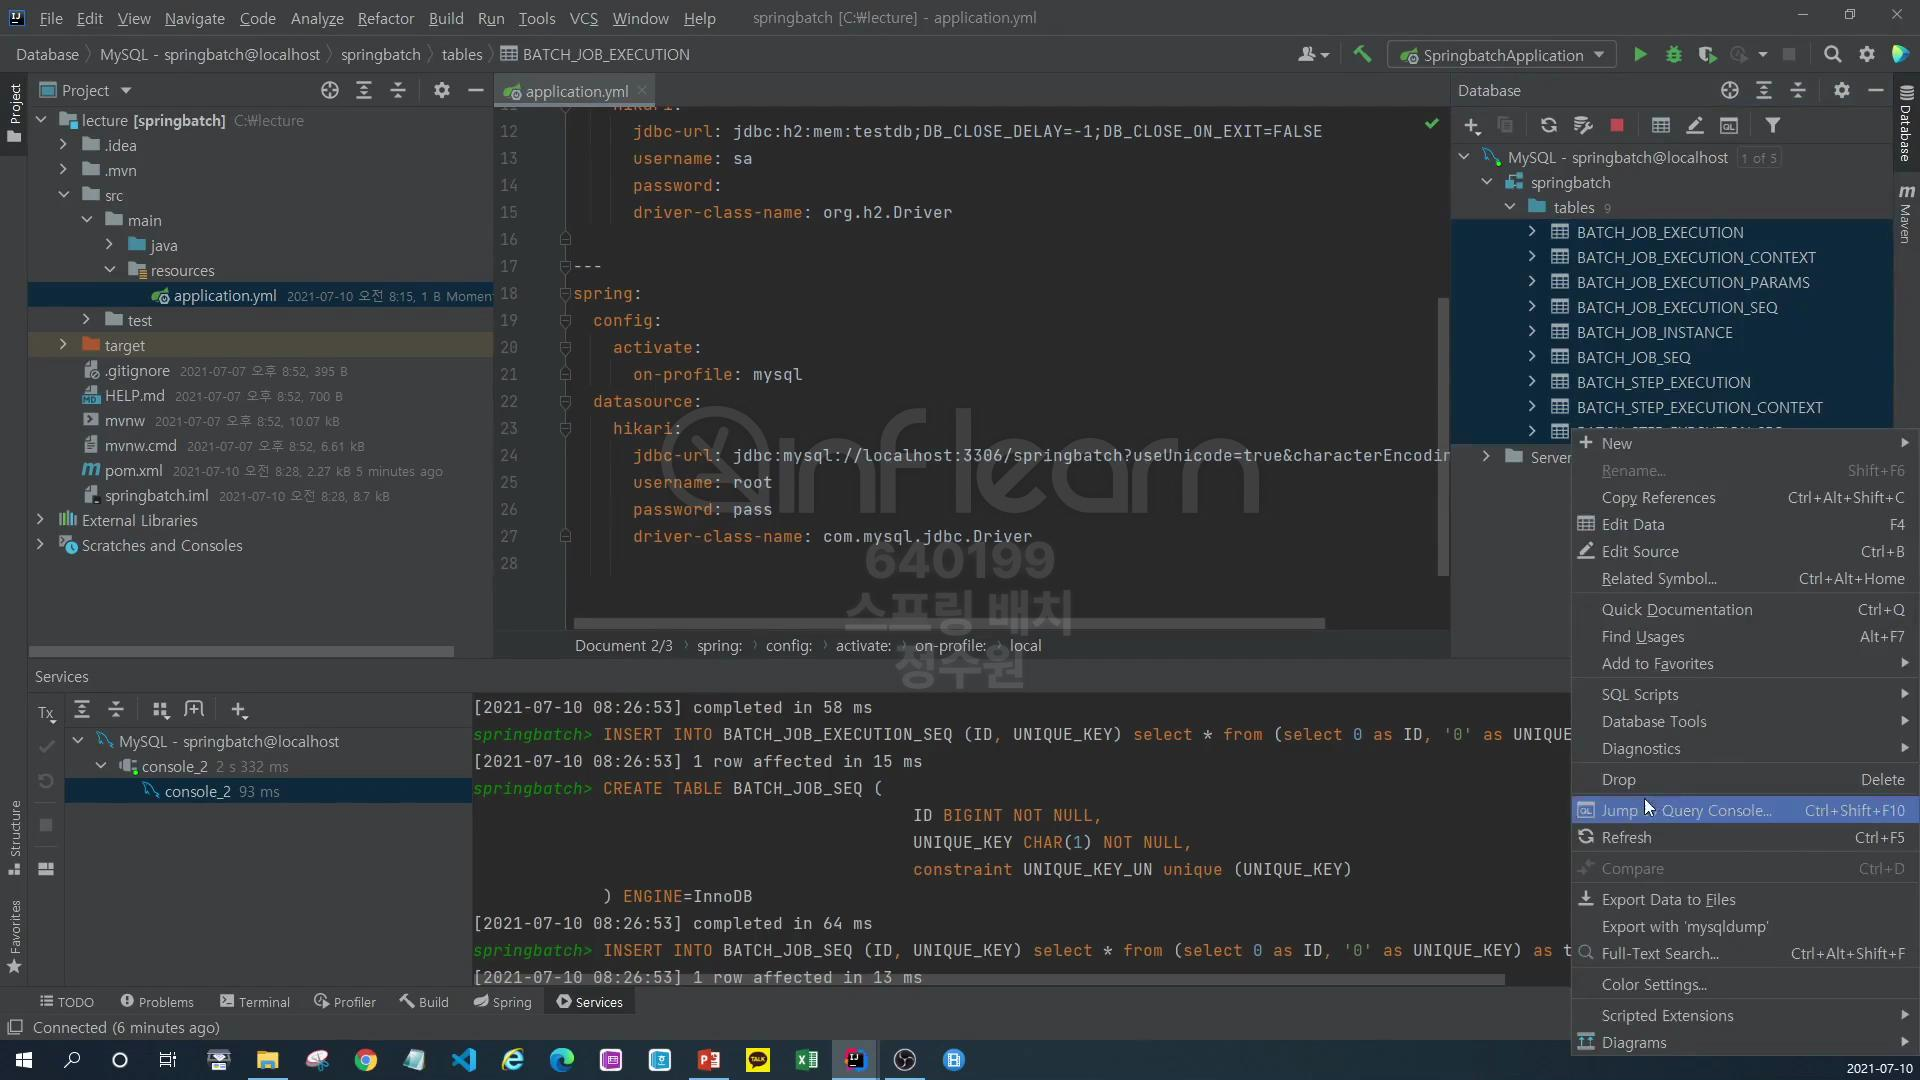 File Edit View Navigate Code Analyze Refactor Build Run Tools VCS Window Help springbatch [C:₩lecture] - application.yml
Database MySQL - springbatch@localhost springbatch tables BATCH_JOB_EXECUTION SpringbatchApplication
Project
Project
lecture [springbatch] C:₩lecture
.idea
.mvn
src
main
java
resources
application.yml 2021-07-10 오전 8:15, 1 B Momen
test
target
.gitignore 2021-07-07 오후 8:52, 395 B
HELP.md 2021-07-07 오후 8:52, 700 B
mvnw 2021-07-07 오후 8:52, 10.07 kB
mvnw.cmd 2021-07-07 오후 8:52, 6.61 kB
pom.xml 2021-07-10 오전 8:28, 2.27 kB 5 minutes ago
springbatch.iml 2021-07-10 오전 8:28, 8.7 kB
External Libraries
Scratches and Consoles
application.yml
12 jdbc-url: jdbc:h2:mem:testdb;DB_CLOSE_DELAY=-1;DB_CLOSE_ON_EXIT=FALSE
13 username: sa
14 password:
15 driver-class-name: org.h2.Driver
16
17 ---
18 spring:
19 config:
20 activate:
21 on-profile: mysql
22 datasource:
23 hikari:
24 jdbc-url: jdbc:mysql://localhost:3306/springbatch?useUnicode=true&characterEncodin
25 username: root
26 password: pass
27 driver-class-name: com.mysql.jdbc.Driver
28
inflearn
640199
스프링 배치
정수원
Document 2/3 spring: config: activate: on-profile: local
Database
MySQL - springbatch@localhost 1 of 5
springbatch
tables 9
BATCH_JOB_EXECUTION
BATCH_JOB_EXECUTION_CONTEXT
BATCH_JOB_EXECUTION_PARAMS
BATCH_JOB_EXECUTION_SEQ
BATCH_JOB_INSTANCE
BATCH_JOB_SEQ
BATCH_STEP_EXECUTION
BATCH_STEP_EXECUTION_CONTEXT
Server
Database
Maven
New
Rename... Shift+F6
Copy References Ctrl+Alt+Shift+C
Edit Data F4
Edit Source Ctrl+B
Related Symbol... Ctrl+Alt+Home
Quick Documentation Ctrl+Q
Find Usages Alt+F7
Add to Favorites
SQL Scripts
Database Tools
Diagnostics
Drop Delete
Jump Query Console... Ctrl+Shift+F10
Refresh Ctrl+F5
Compare Ctrl+D
Export Data to Files
Export with 'mysqldump'
Full-Text Search... Ctrl+Alt+Shift+F
Color Settings...
Scripted Extensions
Diagrams
Services
Tx
MySQL - springbatch@localhost
console_2 2 s 332 ms
console_2 93 ms
[2021-07-10 08:26:53] completed in 58 ms
springbatch> INSERT INTO BATCH_JOB_EXECUTION_SEQ (ID, UNIQUE_KEY) select * from (select 0 as ID, '0' as UNIQUE
[2021-07-10 08:26:53] 1 row affected in 15 ms
springbatch> CREATE TABLE BATCH_JOB_SEQ (
ID BIGINT NOT NULL,
UNIQUE_KEY CHAR(1) NOT NULL,
constraint UNIQUE_KEY_UN unique (UNIQUE_KEY)
) ENGINE=InnoDB
[2021-07-10 08:26:53] completed in 64 ms
springbatch> INSERT INTO BATCH_JOB_SEQ (ID, UNIQUE_KEY) select * from (select 0 as ID, '0' as UNIQUE_KEY) as t
[2021-07-10 08:26:53] 1 row affected in 13 ms
Structure
Favorites
TODO Problems Terminal Profiler Build Spring Services
Connected (6 minutes ago)
2021-07-10